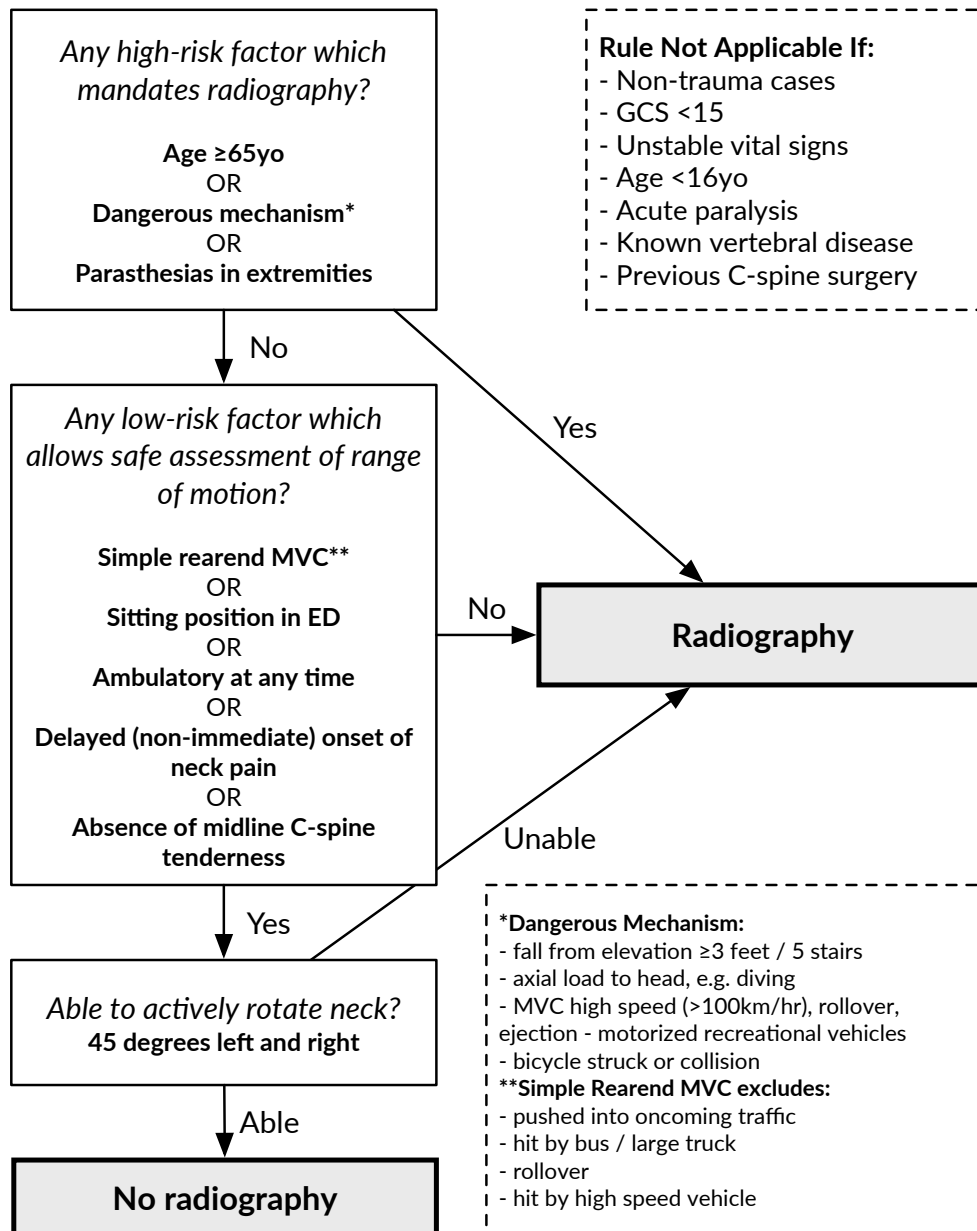 Any high-risk factor which
mandates radiography?
Age ≥65yo
OR
Dangerous mechanism*
OR
Parasthesias in extremities
Rule Not Applicable If:
- Non-trauma cases
- GCS <15
- Unstable vital signs
- Age <16yo
- Acute paralysis
- Known vertebral disease
- Previous C-spine surgery
No
Yes
Any low-risk factor which
allows safe assessment of range
of motion?
Simple rearend MVC**
OR
Sitting position in ED
OR
Ambulatory at any time
OR
Delayed (non-immediate) onset of
neck pain
OR
Absence of midline C-spine
tenderness
No
Radiography
Unable
Yes
Able to actively rotate neck?
45 degrees left and right
Able
No radiography
*Dangerous Mechanism:
- fall from elevation ≥3 feet / 5 stairs
- axial load to head, e.g. diving
- MVC high speed (>100km/hr), rollover,
ejection - motorized recreational vehicles
- bicycle struck or collision
**Simple Rearend MVC excludes:
- pushed into oncoming traffic
- hit by bus / large truck
- rollover
- hit by high speed vehicle